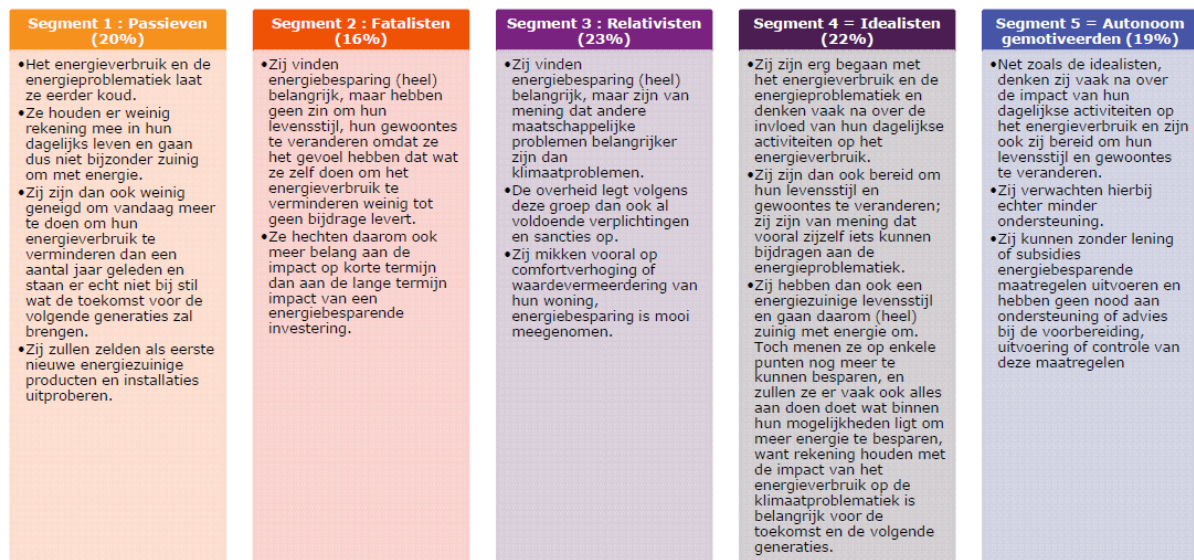 Segment 1 : Passieven
(20%)
•Het energieverbruik en de
energieproblematiek laat
ze eerder koud.
•Ze houden er weinig
rekening mee in hun
dagelijks leven en gaan
dus niet bijzonder zuinig
om met energie.
•Zij zijn dan ook weinig
geneigd om vandaag meer
te doen om hun
energieverbruik te
verminderen dan een
aantal jaar geleden en
staan er echt niet bij stil
wat de toekomst voor de
volgende generaties zal
brengen.
•Zij zullen zelden als eerste
nieuwe energiezuinige
producten en installaties
uitproberen.
Segment 2 : Fatalisten
(16%)
•Zij vinden
energiebesparing (heel)
belangrijk, maar hebben
geen zin om hun
levensstijl, hun gewoontes
te veranderen omdat ze
het gevoel hebben dat wat
ze zelf doen om het
energieverbruik te
verminderen weinig tot
geen bijdrage levert.
•Ze hechten daarom ook
meer belang aan de
impact op korte termijn
dan aan de lange termijn
impact van een
energiebesparende
investering.
Segment 3 : Relativisten
(23%)
•Zij vinden
energiebesparing (heel)
belangrijk, maar zijn van
mening dat andere
maatschappelijke
problemen belangrijker
zijn dan
klimaatproblemen.
•De overheid legt volgens
deze groep dan ook al
voldoende verplichtingen
en sancties op.
•Zij mikken vooral op
comfortverhoging of
waardevermeerdering van
hun woning,
energiebesparing is mooi
meegenomen.
Segment 4 = Idealisten
(22%)
•Zij zijn erg begaan met
het energieverbruik en de
energieproblematiek en
denken vaak na over de
invloed van hun dagelijkse
activiteiten op het
energieverbruik.
•Zij zijn dan ook bereid om
hun levensstijl en
gewoontes te veranderen;
zij zijn van mening dat
vooral zijzelf iets kunnen
bijdragen aan de
energieproblematiek.
•Zij hebben dan ook een
energiezuinige levensstijl
en gaan daarom (heel)
zuinig met energie om.
Toch menen ze op enkele
punten nog meer te
kunnen besparen, en
zullen ze er vaak ook alles
aan doen doet wat binnen
hun mogelijkheden ligt om
meer energie te besparen,
want rekening houden met
de impact van het
energieverbruik op de
klimaatproblematiek is
belangrijk voor de
toekomst en de volgende
generaties.
Segment 5 = Autonoom
gemotiveerden (19%)
•Net zoals de idealisten,
denken zij vaak na over
de impact van hun
dagelijkse activiteiten op
het energieverbruik en zijn
ook zij bereid om hun
levensstijl en gewoontes
te veranderen.
•Zij verwachten hierbij
echter minder
ondersteuning.
•Zij kunnen zonder lening
of subsidies
energiebesparende
maatregelen uitvoeren en
hebben geen nood aan
ondersteuning of advies
bij de voorbereiding,
uitvoering of controle van
deze maatregelen